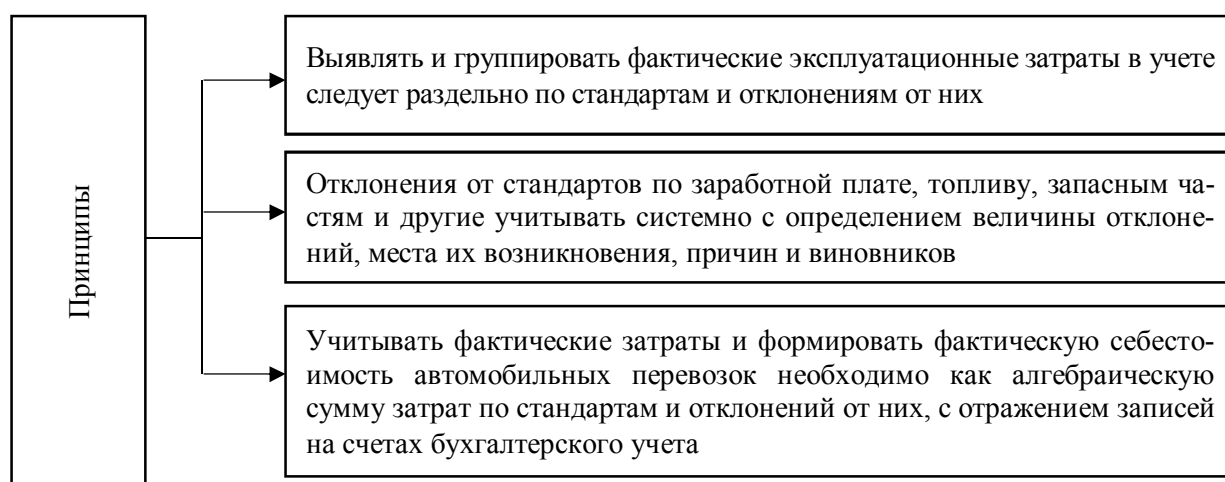 Принципы
Выявлять и группировать фактические эксплуатационные затраты в учете
следует раздельно по стандартам и отклонениям от них
Отклонения от стандартов по заработной плате, топливу, запасным ча-
стям и другие учитывать системно с определением величины отклоне-
ний, места их возникновения, причин и виновников
Учитывать фактические затраты и формировать фактическую себесто-
имость автомобильных перевозок необходимо как алгебраическую
сумму затрат по стандартам и отклонений от них, с отражением записей
на счетах бухгалтерского учета